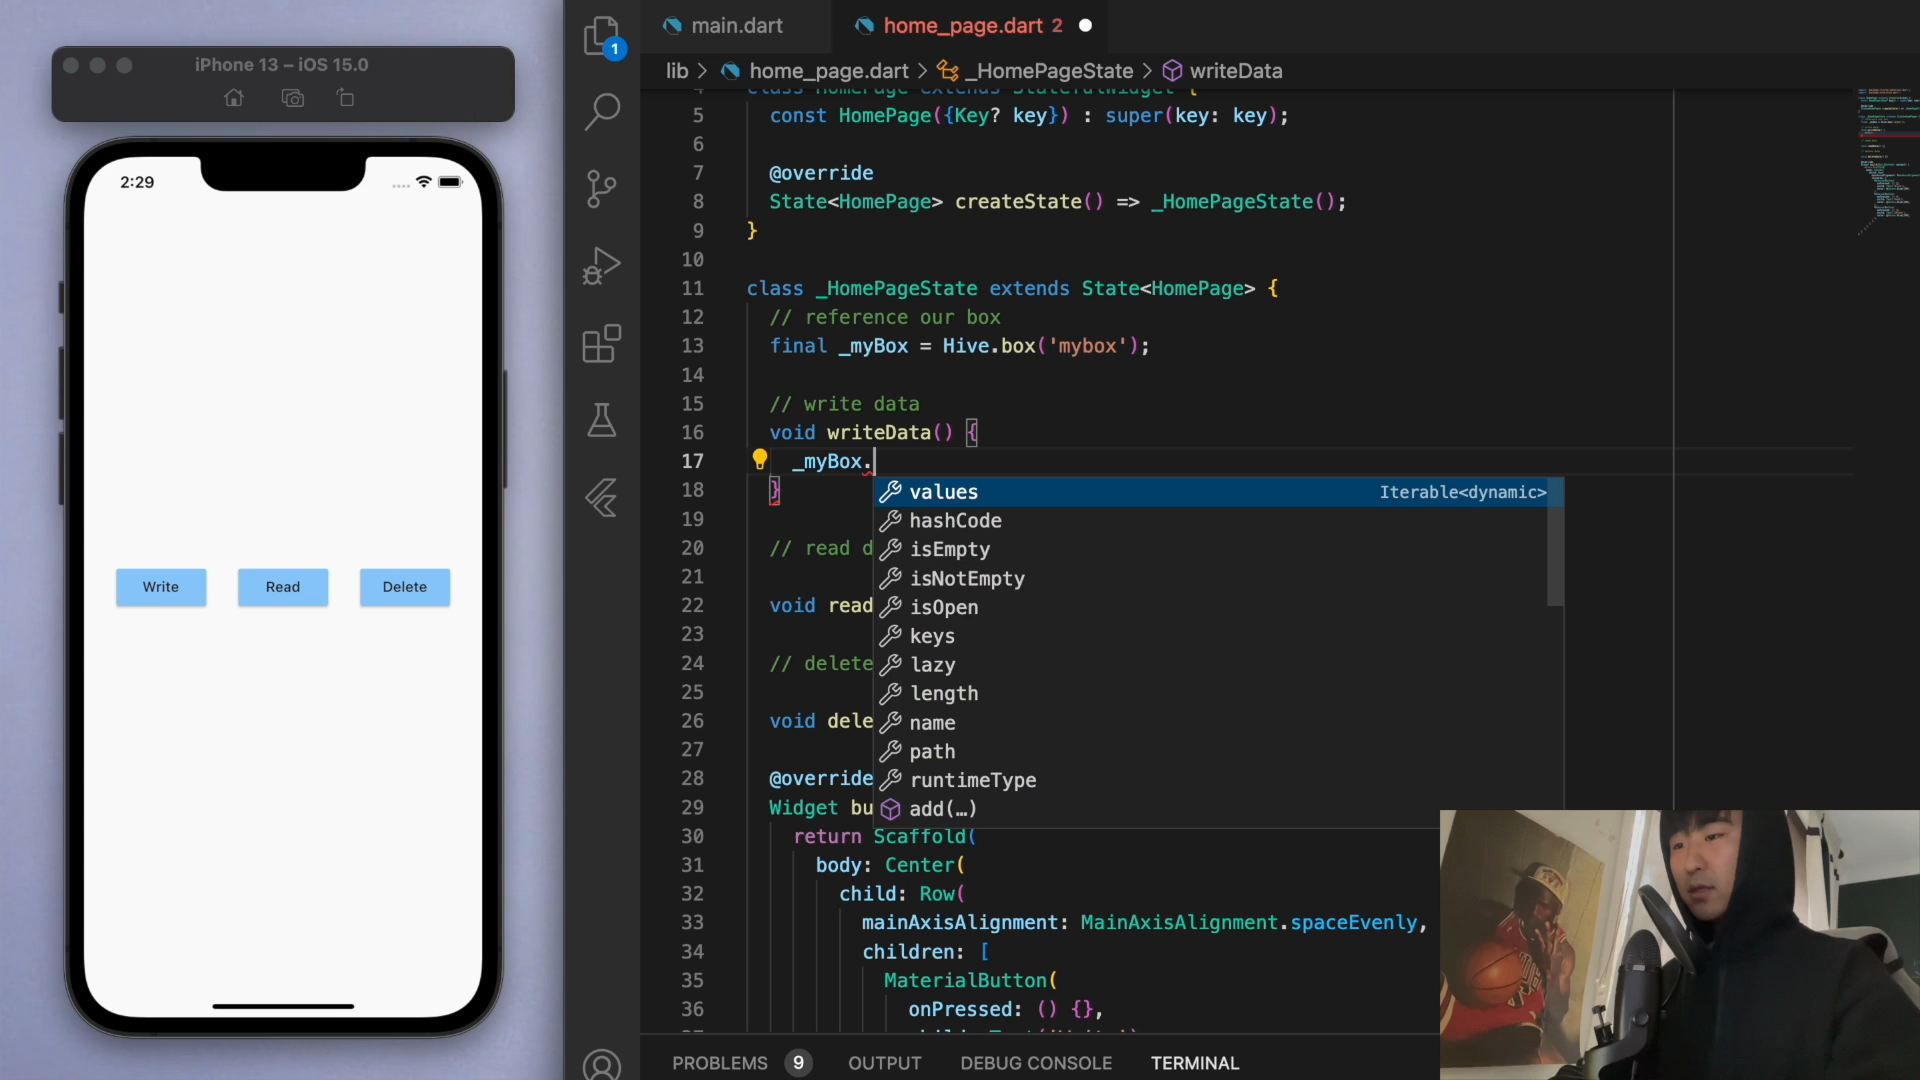 iPhone 13 – iOS 15.0
2:29
Write
Read
Delete
1
main.dart
home_page.dart 2
lib > home_page.dart > _HomePageState > writeData
class HomePage extends StatefulWidget {
5 const HomePage({Key? key}) : super(key: key);
6
7 @override
8 State<HomePage> createState() => _HomePageState();
9 }
10
11 class _HomePageState extends State<HomePage> {
12 // reference our box
13 final _myBox = Hive.box('mybox');
14
15 // write data
16 void writeData() {
17 _myBox.
18 }
values Iterable<dynamic>
hashCode
isEmpty
isNotEmpty
isOpen
keys
lazy
length
name
path
runtimeType
add(…)
19
20 // read d
21
22 void read
23
24 // delete
25
26 void dele
27
28 @override
29 Widget bu
30 return Scaffold(
31 body: Center(
32 child: Row(
33 mainAxisAlignment: MainAxisAlignment.spaceEvenly,
34 children: [
35 MaterialButton(
36 onPressed: () {},
PROBLEMS 9 OUTPUT DEBUG CONSOLE TERMINAL